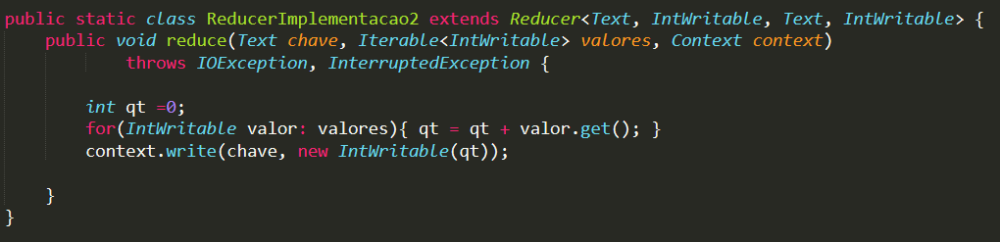 public static class ReducerImplementacao2 extends Reducer<Text, IntWritable, Text, IntWritable> {
    public void reduce(Text chave, Iterable<IntWritable> valores, Context context)
            throws IOException, InterruptedException {
        int qt =0;
        for(IntWritable valor: valores){ qt = qt + valor.get(); }
        context.write(chave, new IntWritable(qt));
    }
}